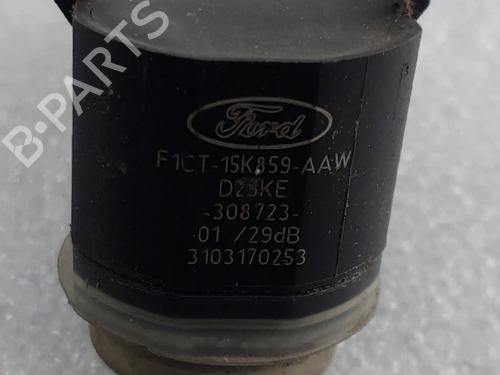 B-PARTS
Ford
F1CT-15K859-AAW
-308723-
01 /29dB
3103170253